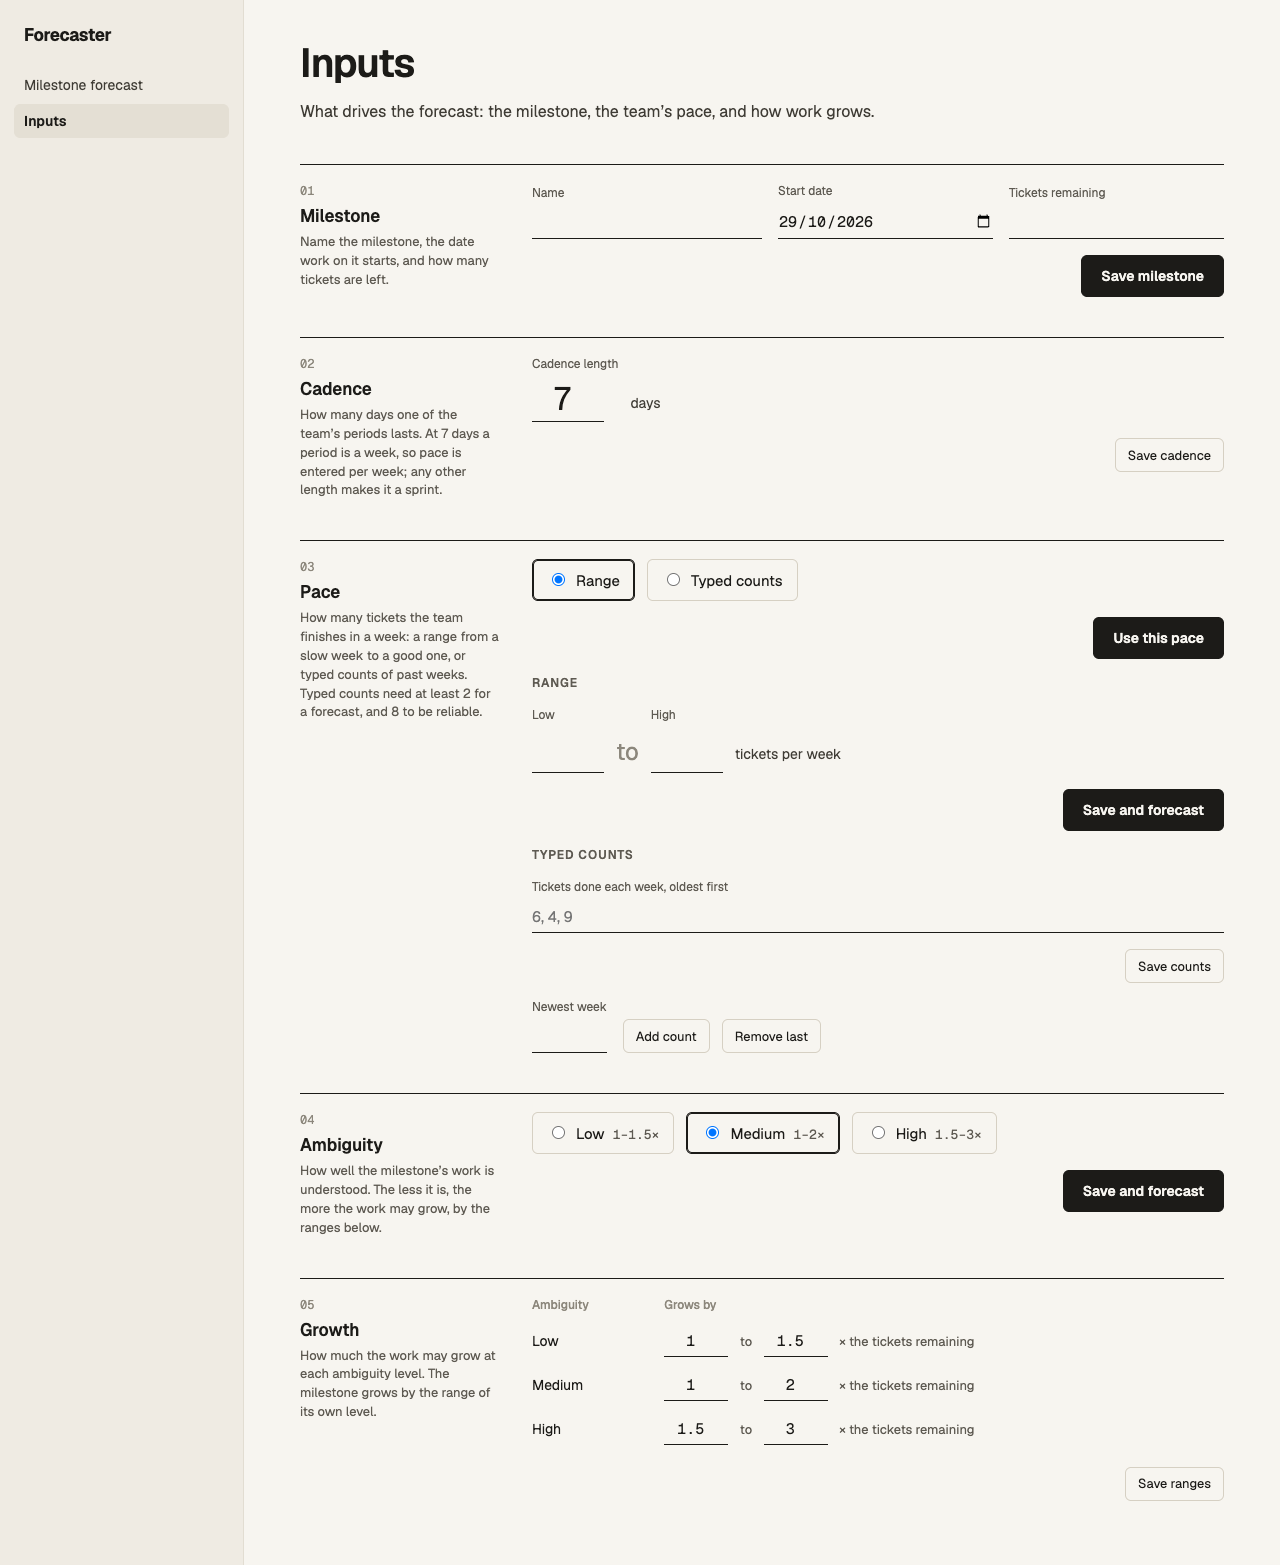 Forecaster
Milestone forecast
Inputs
Inputs
What drives the forecast: the milestone, the team’s pace, and how work grows.
01
Milestone
Name the milestone, the date
work on it starts, and how many
tickets are left.
Name
Start date
Tickets remaining
29/10/2026
Save milestone
02
Cadence
How many days one of the
team’s periods lasts. At 7 days a
period is a week, so pace is
entered per week; any other
length makes it a sprint.
Cadence length
7 days
Save cadence
03
Pace
How many tickets the team
finishes in a week: a range from a
slow week to a good one, or
typed counts of past weeks.
Typed counts need at least 2 for
a forecast, and 8 to be reliable.
Range
Typed counts
Use this pace
RANGE
Low
High
to
tickets per week
Save and forecast
TYPED COUNTS
Tickets done each week, oldest first
6, 4, 9
Save counts
Newest week
Add count
Remove last
04
Ambiguity
How well the milestone’s work is
understood. The less it is, the
more the work may grow, by the
ranges below.
Low 1–1.5×
Medium 1–2×
High 1.5–3×
Save and forecast
05
Growth
How much the work may grow at
each ambiguity level. The
milestone grows by the range of
its own level.
Ambiguity Grows by
Low 1 to 1.5 × the tickets remaining
Medium 1 to 2 × the tickets remaining
High 1.5 to 3 × the tickets remaining
Save ranges